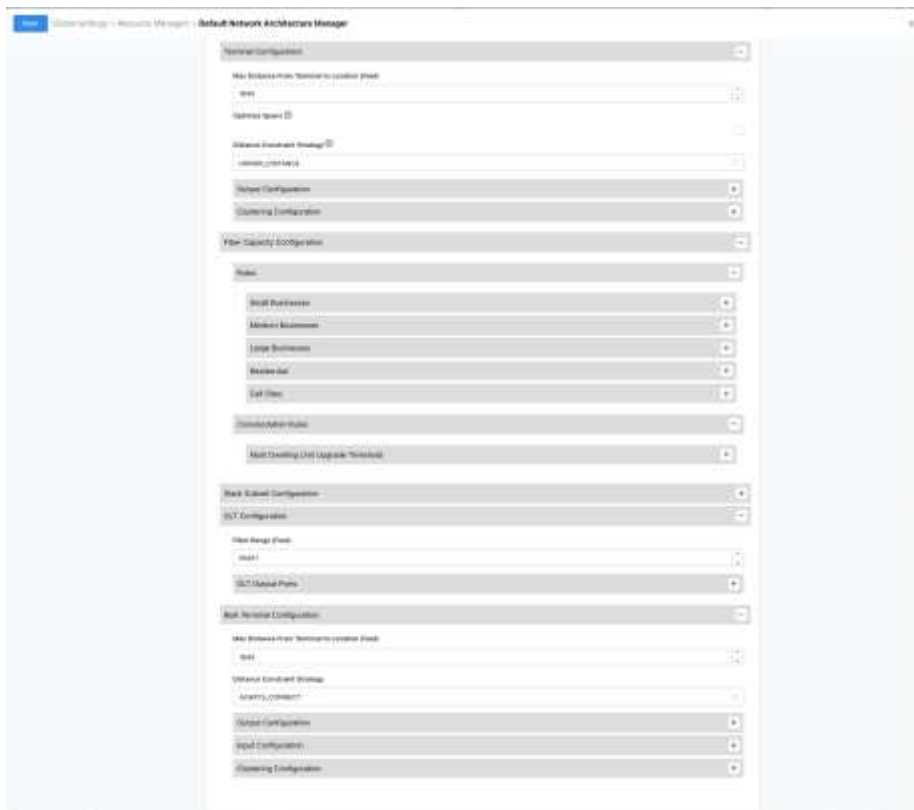 Global Settings > Resource Managers > Default Network Architecture Manager
Terminal Configuration
Max Distance From Terminal to Location (Feet)
Optimize Spans
Distance Constraint Strategy
Output Configuration
Clustering Configuration
Fiber Capacity Configuration
Rules
Small Businesses
Medium Businesses
Large Businesses
Residential
Cell Sites
Consolidation Rules
Multi Dwelling Unit Upgrade Threshold
Configuration
OLT Configuration
Fiber Range (Feet)
OLT Output Ports
Bulk Terminal Configuration
Max Distance From Terminal to Location (Feet)
Distance Constraint Strategy
Output Configuration
Input Configuration
Clustering Configuration